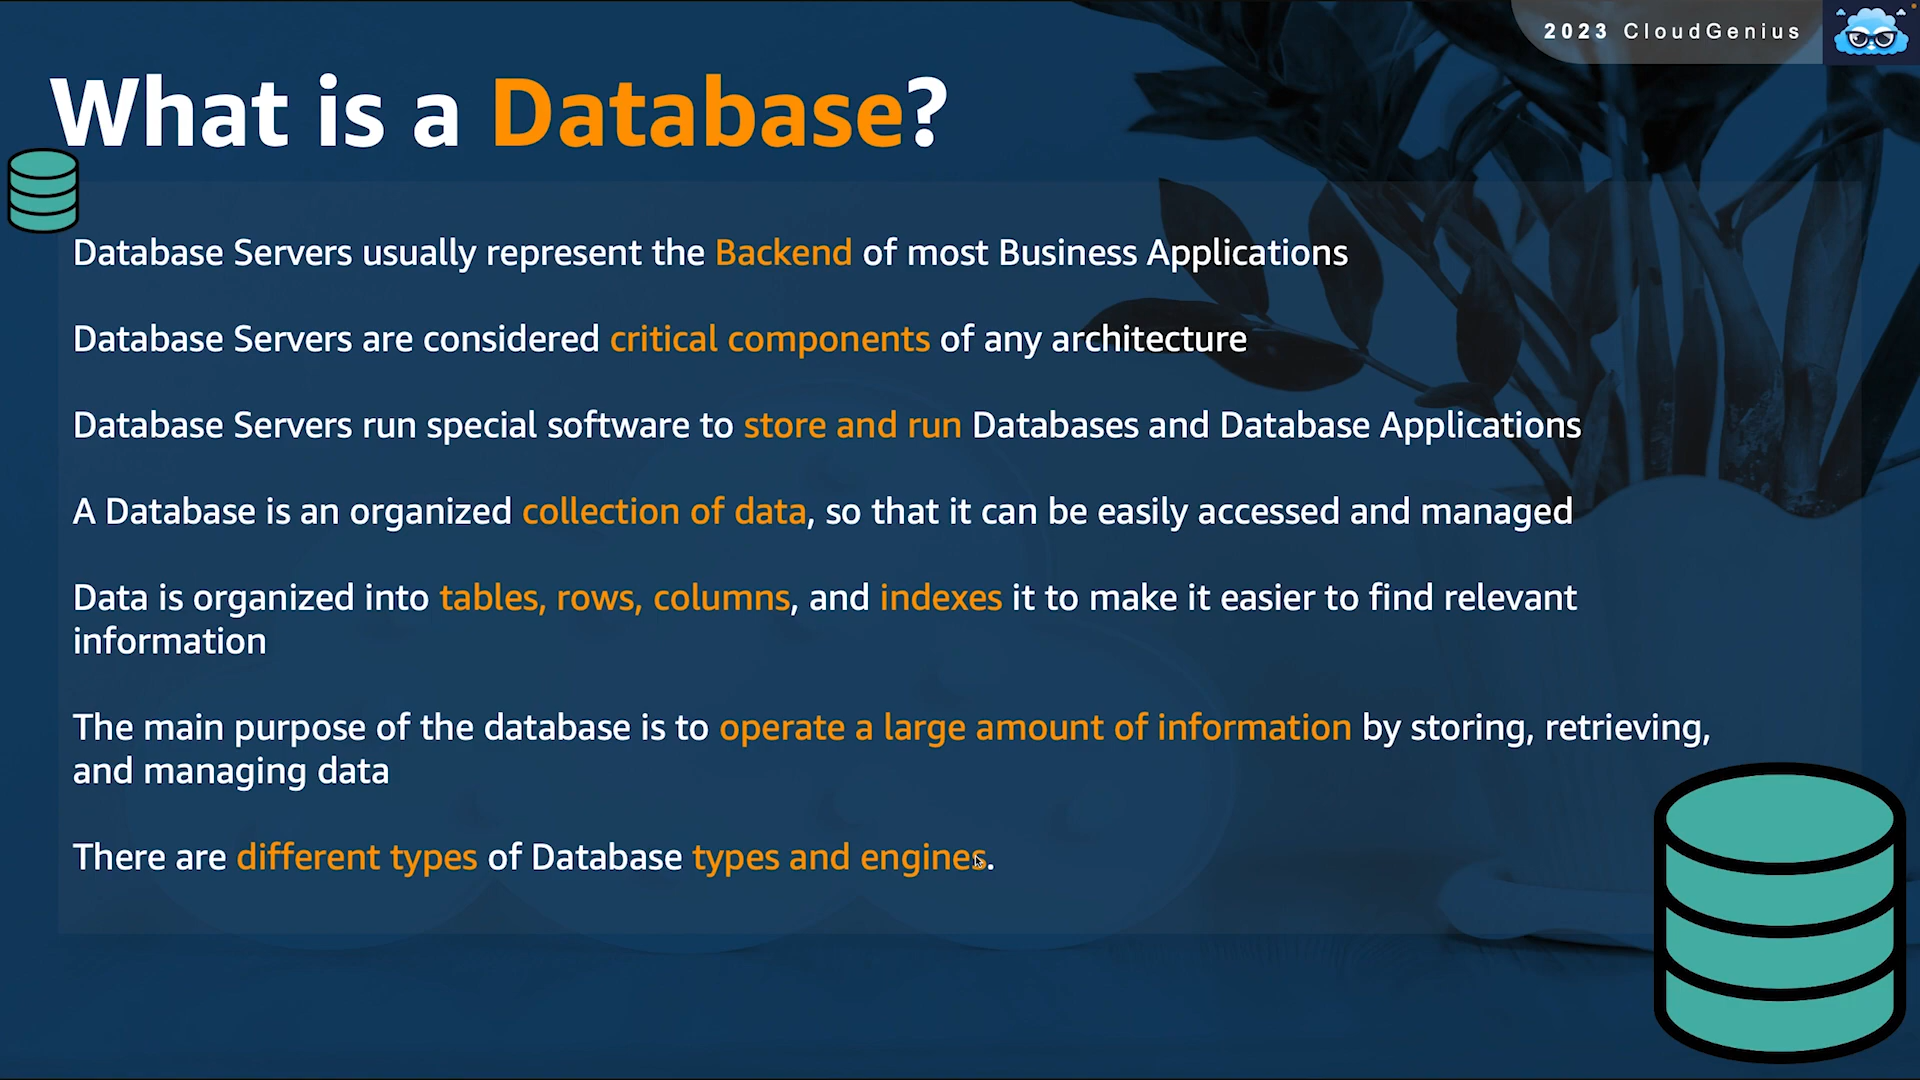 2023 CloudGenius
What is a Database?
Database Servers usually represent the Backend of most Business Applications
Database Servers are considered critical components of any architecture
Database Servers run special software to store and run Databases and Database Applications
A Database is an organized collection of data, so that it can be easily accessed and managed
Data is organized into tables, rows, columns, and indexes it to make it easier to find relevant
information
The main purpose of the database is to operate a large amount of information by storing, retrieving,
and managing data
There are different types of Database types and engines.